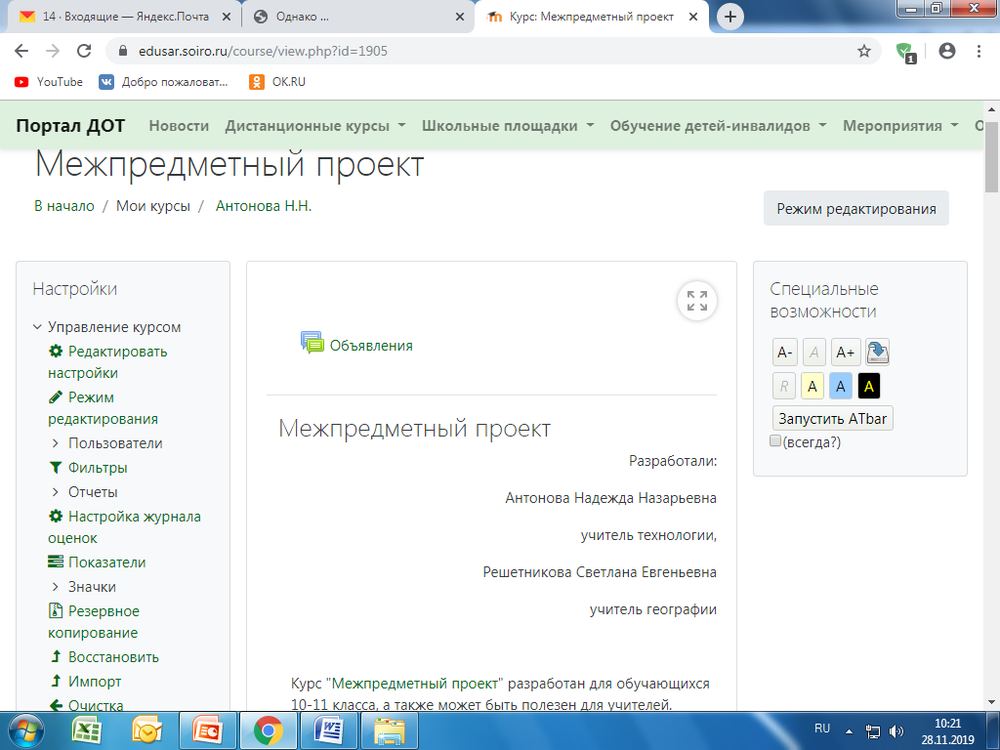 14 · Входящие — Яндекс.Почта
Однако ...
Курс: Межпредметный проект
edusar.soiro.ru/course/view.php?id=1905
1
YouTube
Добро пожаловат...
OK.RU
Портал ДОТ
Новости
Дистанционные курсы
Школьные площадки
Обучение детей-инвалидов
Мероприятия
О
Межпредметный проект
В начало / Мои курсы / Антонова Н.Н.
Режим редактирования
Настройки
Управление курсом
Редактировать
настройки
Режим
редактирования
Пользователи
Фильтры
Отчеты
Настройка журнала
оценок
Показатели
Значки
Резервное
копирование
Восстановить
Импорт
Очистка
Объявления
Межпредметный проект
Разработали:
Антонова Надежда Назарьевна
учитель технологии,
Решетникова Светлана Евгеньевна
учитель географии
Курс "Межпредметный проект" разработан для обучающихся
10-11 класса, а также может быть полезен для учителей.
Специальные
возможности
A- A A+
R A A A
Запустить ATbar
(всегда?)
RU
10:21
28.11.2019